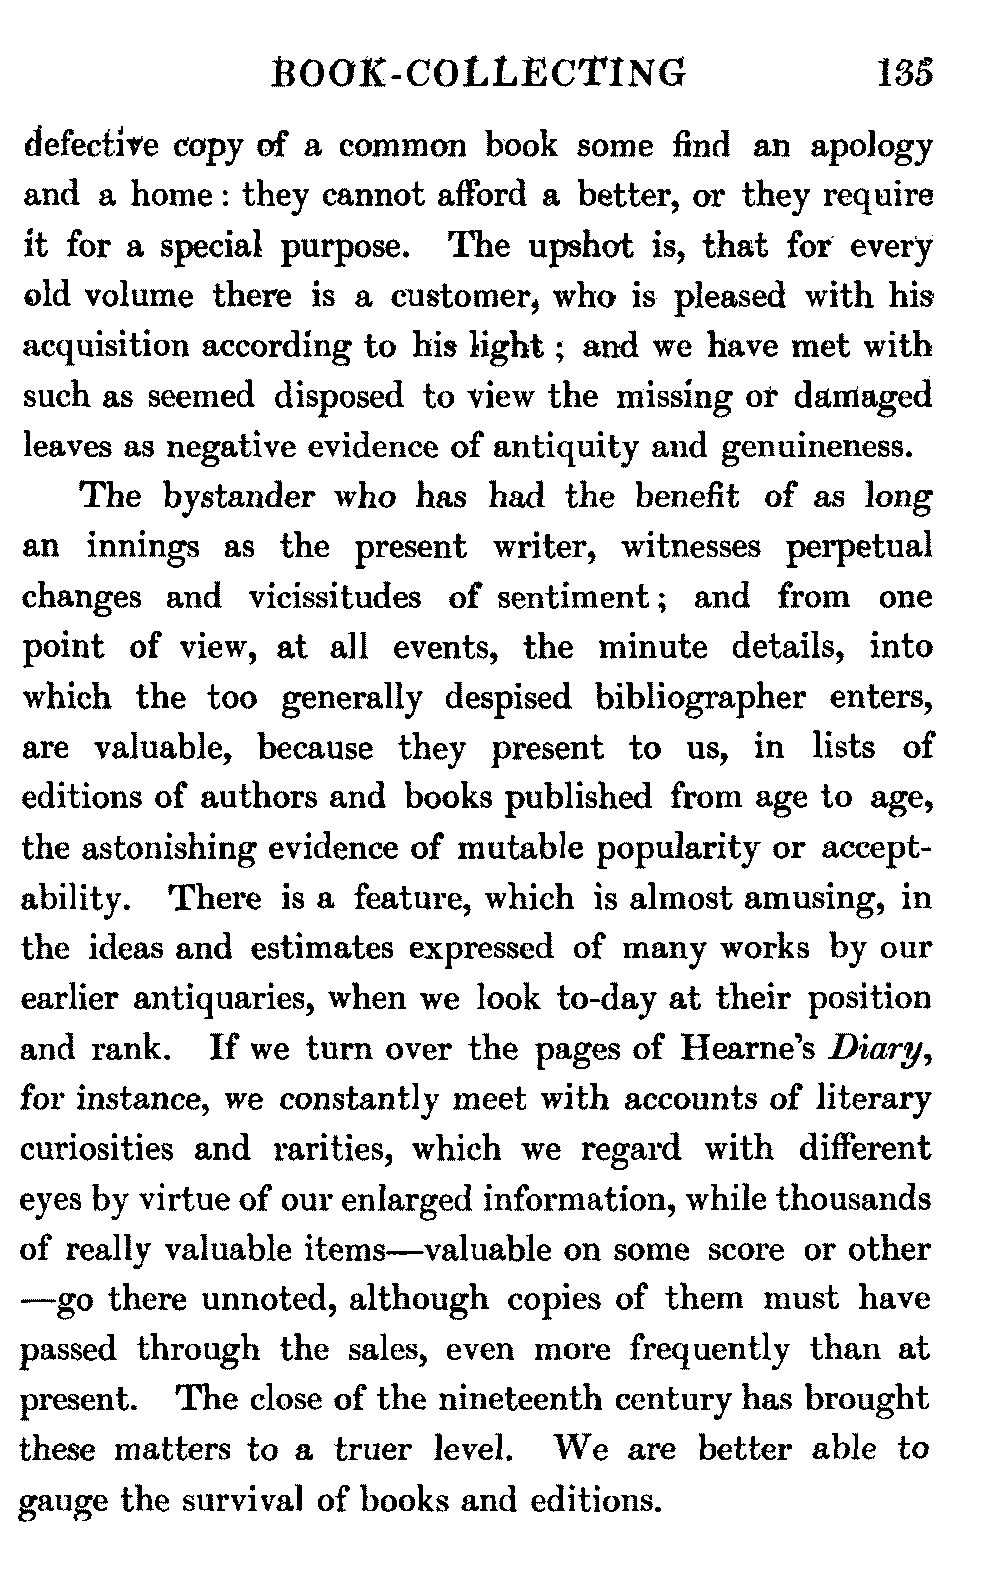 BOOK-COLLECTING 135
defective copy of a common book some find an apology
and a home : they cannot afford a better, or they require
it for a special purpose. The upshot is, that for every
old volume there is a customer, who is pleased with his
acquisition according to his light ; and we have met with
such as seemed disposed to view the missing or damaged
leaves as negative evidence of antiquity and genuineness.
The bystander who has had the benefit of as long
an innings as the present writer, witnesses perpetual
changes and vicissitudes of sentiment ; and from one
point of view, at all events, the minute details, into
which the too generally despised bibliographer enters,
are valuable, because they present to us, in lists of
editions of authors and books published from age to age,
the astonishing evidence of mutable popularity or accept-
ability. There is a feature, which is almost amusing, in
the ideas and estimates expressed of many works by our
earlier antiquaries, when we look to-day at their position
and rank. If we turn over the pages of Hearne's Diary,
for instance, we constantly meet with accounts of literary
curiosities and rarities, which we regard with different
eyes by virtue of our enlarged information, while thousands
of really valuable items—valuable on some score or other
—go there unnoted, although copies of them must have
passed through the sales, even more frequently than at
present. The close of the nineteenth century has brought
these matters to a truer level. We are better able to
gauge the survival of books and editions.